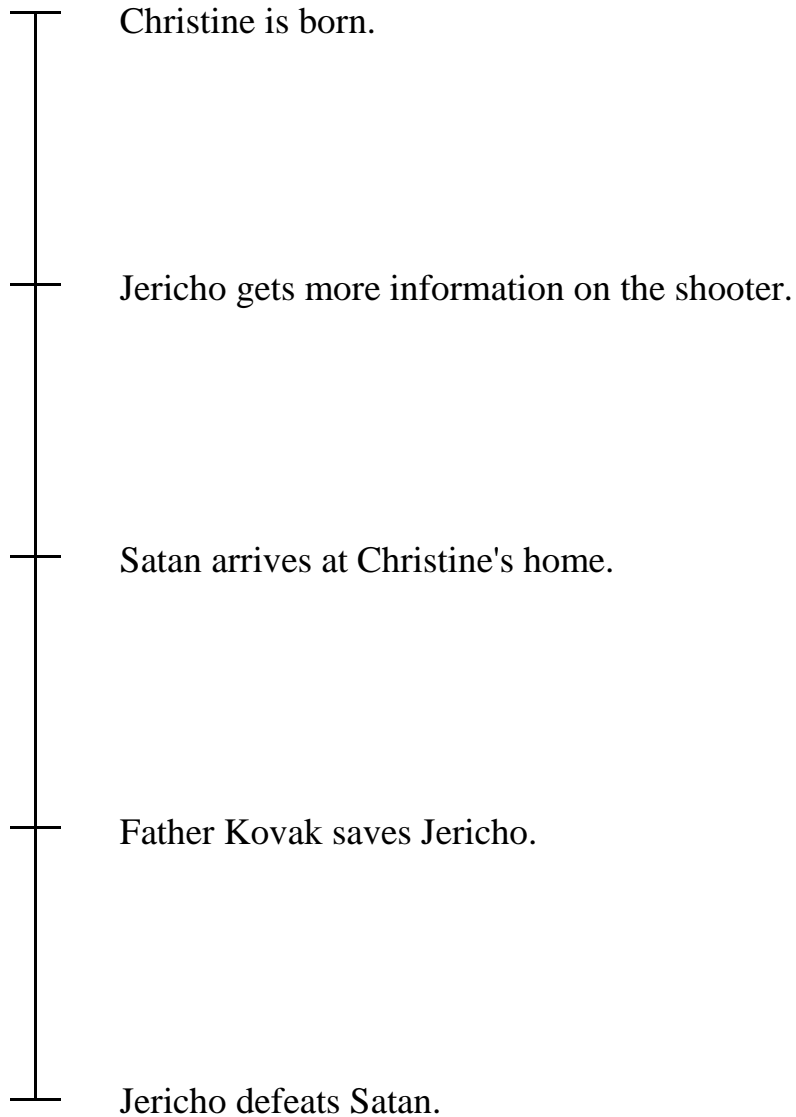 Christine is born.
Jericho gets more information on the shooter.
Satan arrives at Christine's home.
Father Kovak saves Jericho.
Jericho defeats Satan.